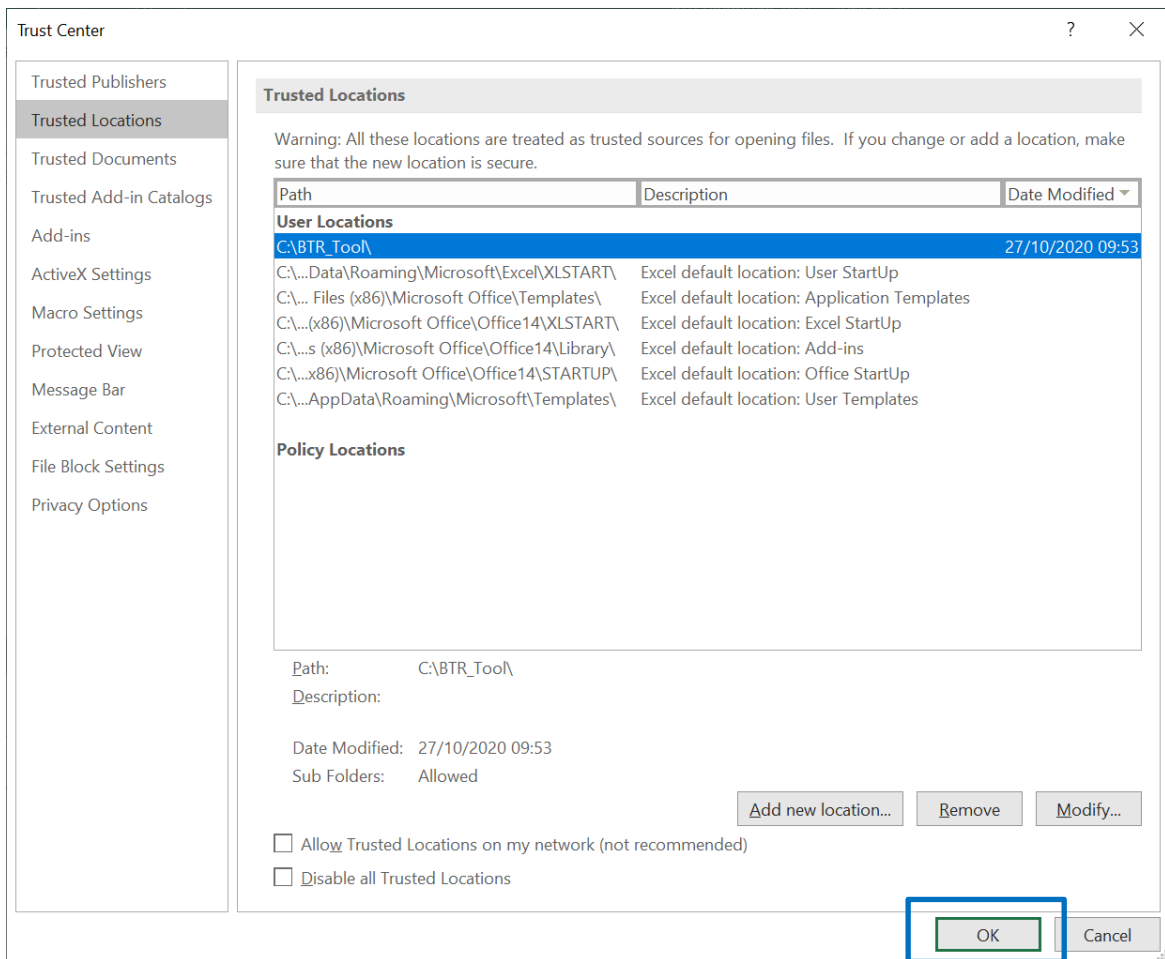 Trust Center
?
Trusted Publishers
Trusted Locations
Trusted Documents
Trusted Add-in Catalogs
Add-ins
ActiveX Settings
Macro Settings
Protected View
Message Bar
External Content
File Block Settings
Privacy Options
Trusted Locations
Warning: All these locations are treated as trusted sources for opening files.  If you change or add a location, make
sure that the new location is secure.
Path Description Date Modified
User Locations
C:\BTR_Tool\ 27/10/2020 09:53
C:\...Data\Roaming\Microsoft\Excel\XLSTART\ Excel default location: User StartUp
C:\... Files (x86)\Microsoft Office\Templates\ Excel default location: Application Templates
C:\...(x86)\Microsoft Office\Office14\XLSTART\ Excel default location: Excel StartUp
C:\...s (x86)\Microsoft Office\Office14\Library\ Excel default location: Add-ins
C:\...x86)\Microsoft Office\Office14\STARTUP\ Excel default location: Office StartUp
C:\...AppData\Roaming\Microsoft\Templates\ Excel default location: User Templates
Policy Locations
Path: C:\BTR_Tool\
Description:
Date Modified: 27/10/2020 09:53
Sub Folders: Allowed
Add new location... Remove Modify...
Allow Trusted Locations on my network (not recommended)
Disable all Trusted Locations
OK Cancel